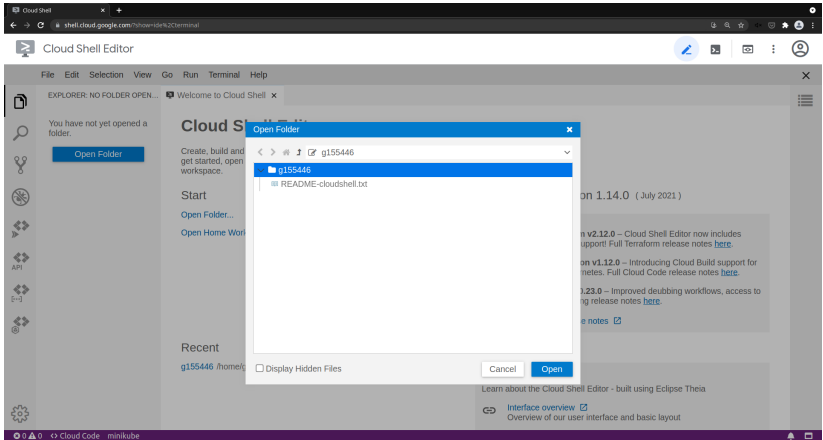 Cloud Shell
shell.cloud.google.com/?show=ide%2Cterminal
Cloud Shell Editor
File Edit Selection View Go Run Terminal Help
EXPLORER: NO FOLDER OPEN...
Welcome to Cloud Shell
You have not yet opened a
folder.
Open Folder
Cloud S
Create, build and
get started, open
workspace.
Start
Open Folder...
Open Home Wor
Recent
g155446 /home/g
Open Folder
g155446
g155446
README-cloudshell.txt
Display Hidden Files
Cancel
Open
on 1.14.0 ( July 2021 )
n v2.12.0 – Cloud Shell Editor now includes
upport! Full Terraform release notes here.
on v1.12.0 – Introducing Cloud Build support for
rnetes. Full Cloud Code release notes here.
0.23.0 – Improved deubbing workflows, access to
ng release notes here.
e notes
Learn about the Cloud Shell Editor - built using Eclipse Theia
Interface overview
Overview of our user interface and basic layout
API
0 0 Cloud Code minikube